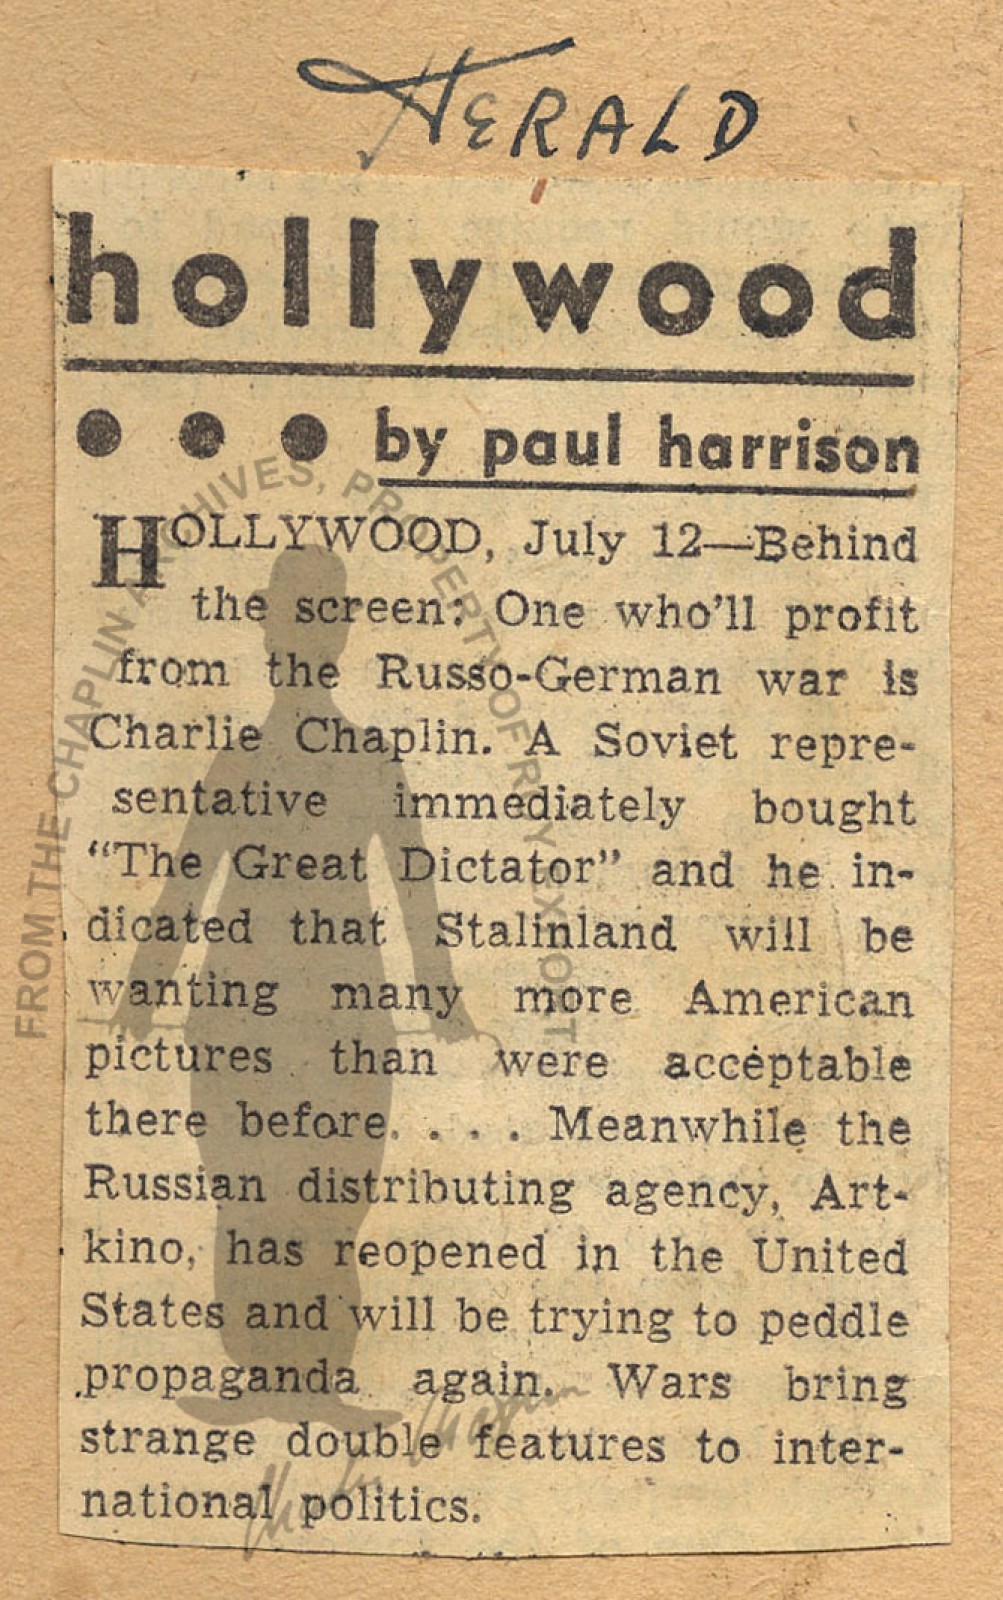 HERALD
hollywood
by paul harrison
HOLLYWOOD, July 12—Behind
the screen: One who'll profit
from the Russo-German war is
Charlie Chaplin. A Soviet repre-
sentative immediately bought
"The Great Dictator" and he in-
dicated that Stalinland will be
wanting many more American
pictures than were acceptable
there before. . . . Meanwhile the
Russian distributing agency, Art-
kino, has reopened in the United
States and will be trying to peddle
propaganda again. Wars bring
strange double features to inter-
national politics.
FROM THE CHAPLIN ARCHIVES, PROPERTY OF ROY EXPORT